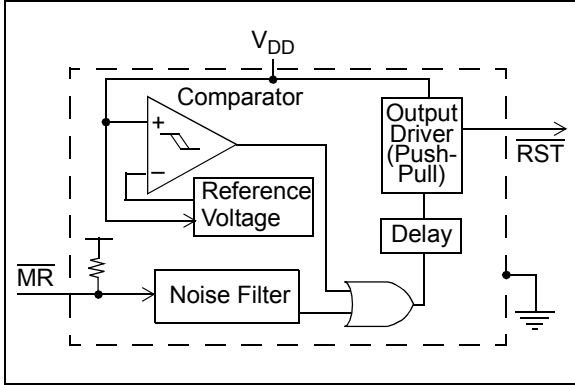 VDD
Comparator
+
−
Output
Driver
(Push-
Pull)
RST
Reference
Voltage
Delay
MR
Noise Filter